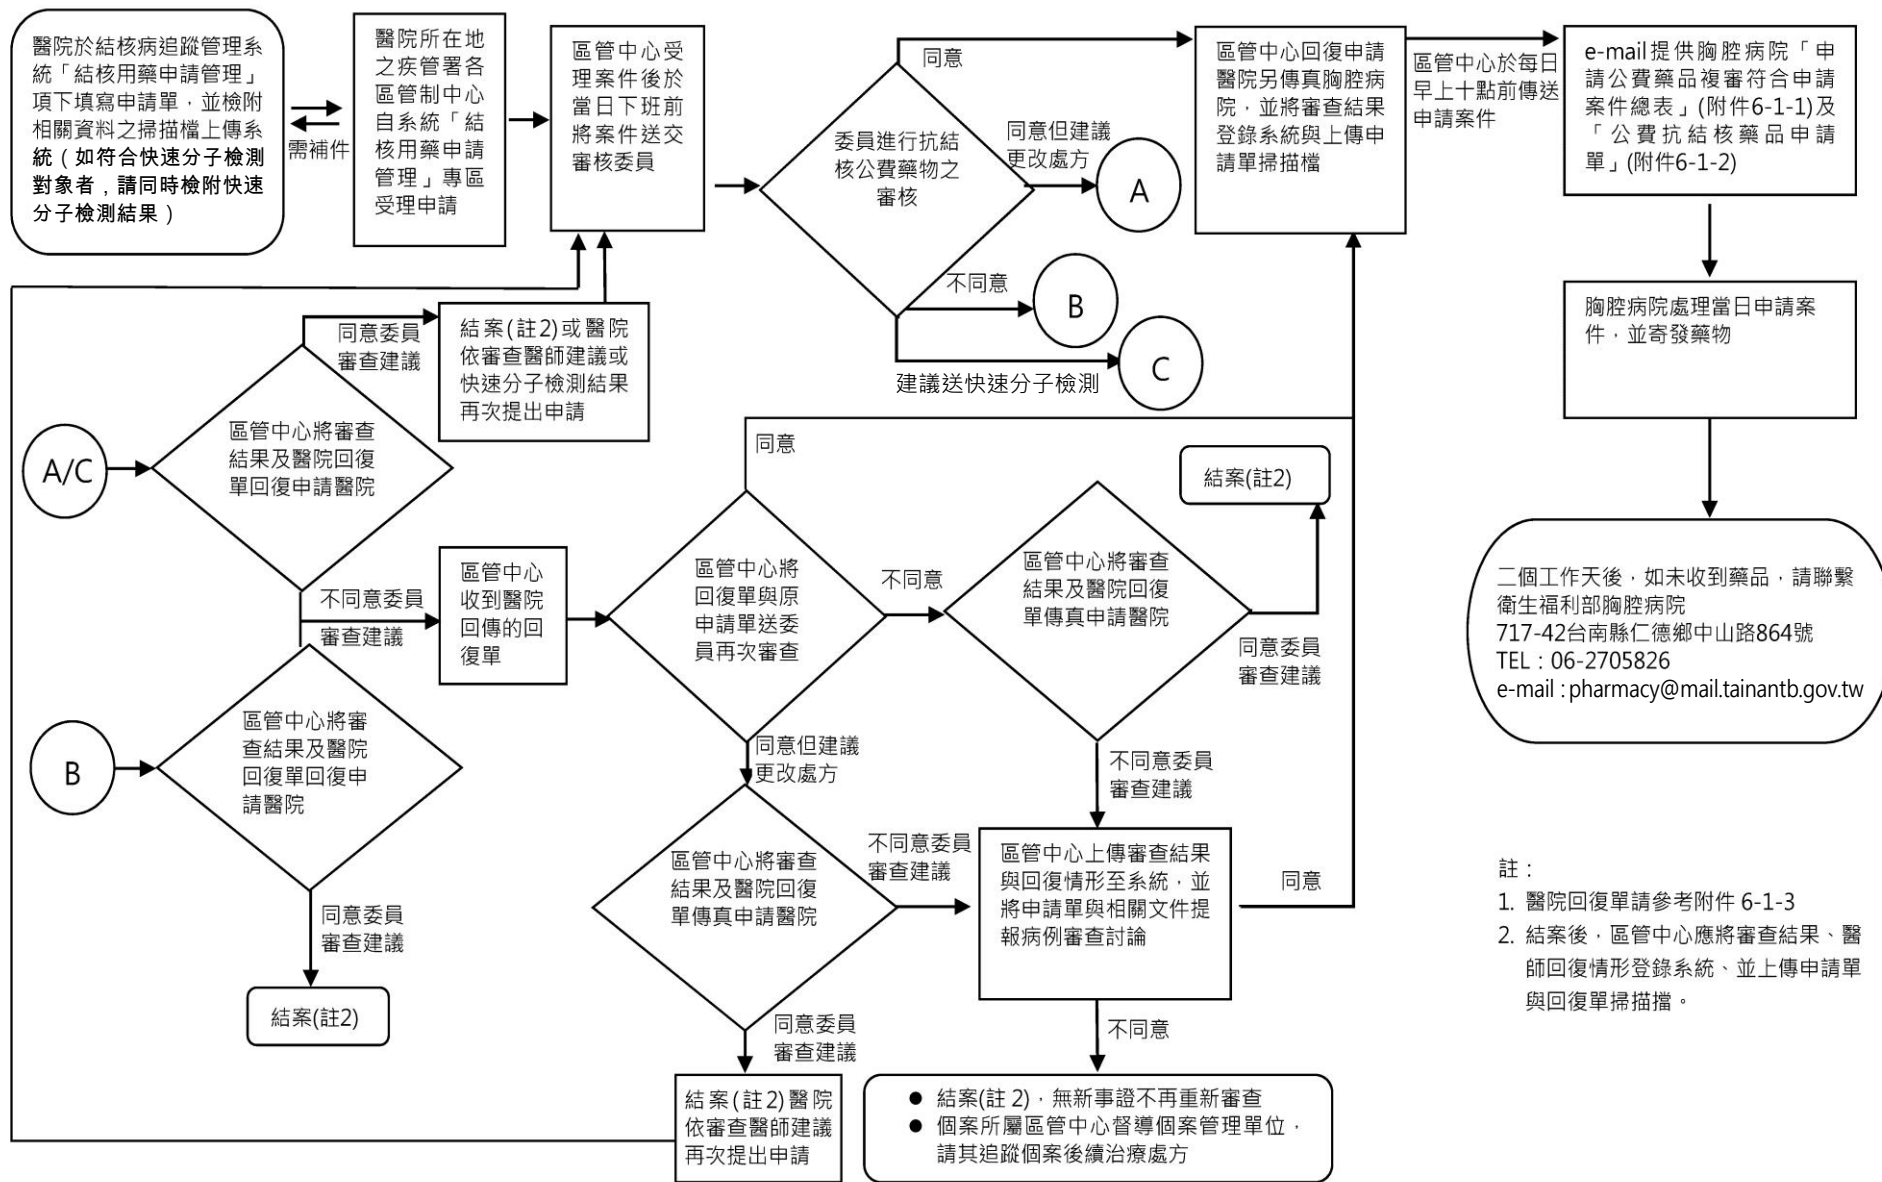 醫院於結核病追蹤管理系
統「結核用藥申請管理」
項下填寫申請單，並檢附
相關資料之掃描檔上傳系
統（如符合快速分子檢測
對象者，請同時檢附快速
分子檢測結果）
需補件
醫院所在地
之疾管署各
區管制中心
自系統「結
核用藥申請
管理」專區
受理申請
區管中心受
理案件後於
當日下班前
將案件送交
審核委員
委員進行抗結
核公費藥物之
審核
同意
同意但建議
更改處方
A
不同意
B
建議送快速分子檢測
C
區管中心回復申請
醫院另傳真胸腔病
院，並將審查結果
登錄系統與上傳申
請單掃描檔
區管中心於每日
早上十點前傳送
申請案件
e-mail提供胸腔病院「申
請公費藥品複審符合申請
案件總表」(附件6-1-1)及
「公費抗結核藥品申請
單」(附件6-1-2)
胸腔病院處理當日申請案
件，並寄發藥物
二個工作天後，如未收到藥品，請聯繫
衛生福利部胸腔病院
717-42台南縣仁德鄉中山路864號
TEL：06-2705826
e-mail：pharmacy@mail.tainantb.gov.tw
A/C
區管中心將審查
結果及醫院回復
單回復申請醫院
同意委員
審查建議
結案(註2)或醫院
依審查醫師建議或
快速分子檢測結果
再次提出申請
不同意委員
審查建議
區管中心
收到醫院
回傳的回
復單
區管中心將
回復單與原
申請單送委
員再次審查
同意
不同意
區管中心將審查
結果及醫院回復
單傳真申請醫院
結案(註2)
同意委員
審查建議
不同意委員
審查建議
B
區管中心將審
查結果及醫院
回復單回復申
請醫院
同意委員
審查建議
結案(註2)
同意但建議
更改處方
區管中心將審查
結果及醫院回復
單傳真申請醫院
不同意委員
審查建議
區管中心上傳審查結果
與回復情形至系統，並
將申請單與相關文件提
報病例審查討論
同意
同意委員
審查建議
結案(註2)醫院
依審查醫師建議
再次提出申請
不同意
● 結案(註 2)，無新事證不再重新審查
● 個案所屬區管中心督導個案管理單位，
請其追蹤個案後續治療處方
註：
1. 醫院回復單請參考附件 6-1-3
2. 結案後，區管中心應將審查結果、醫
師回復情形登錄系統、並上傳申請單
與回復單掃描擋。